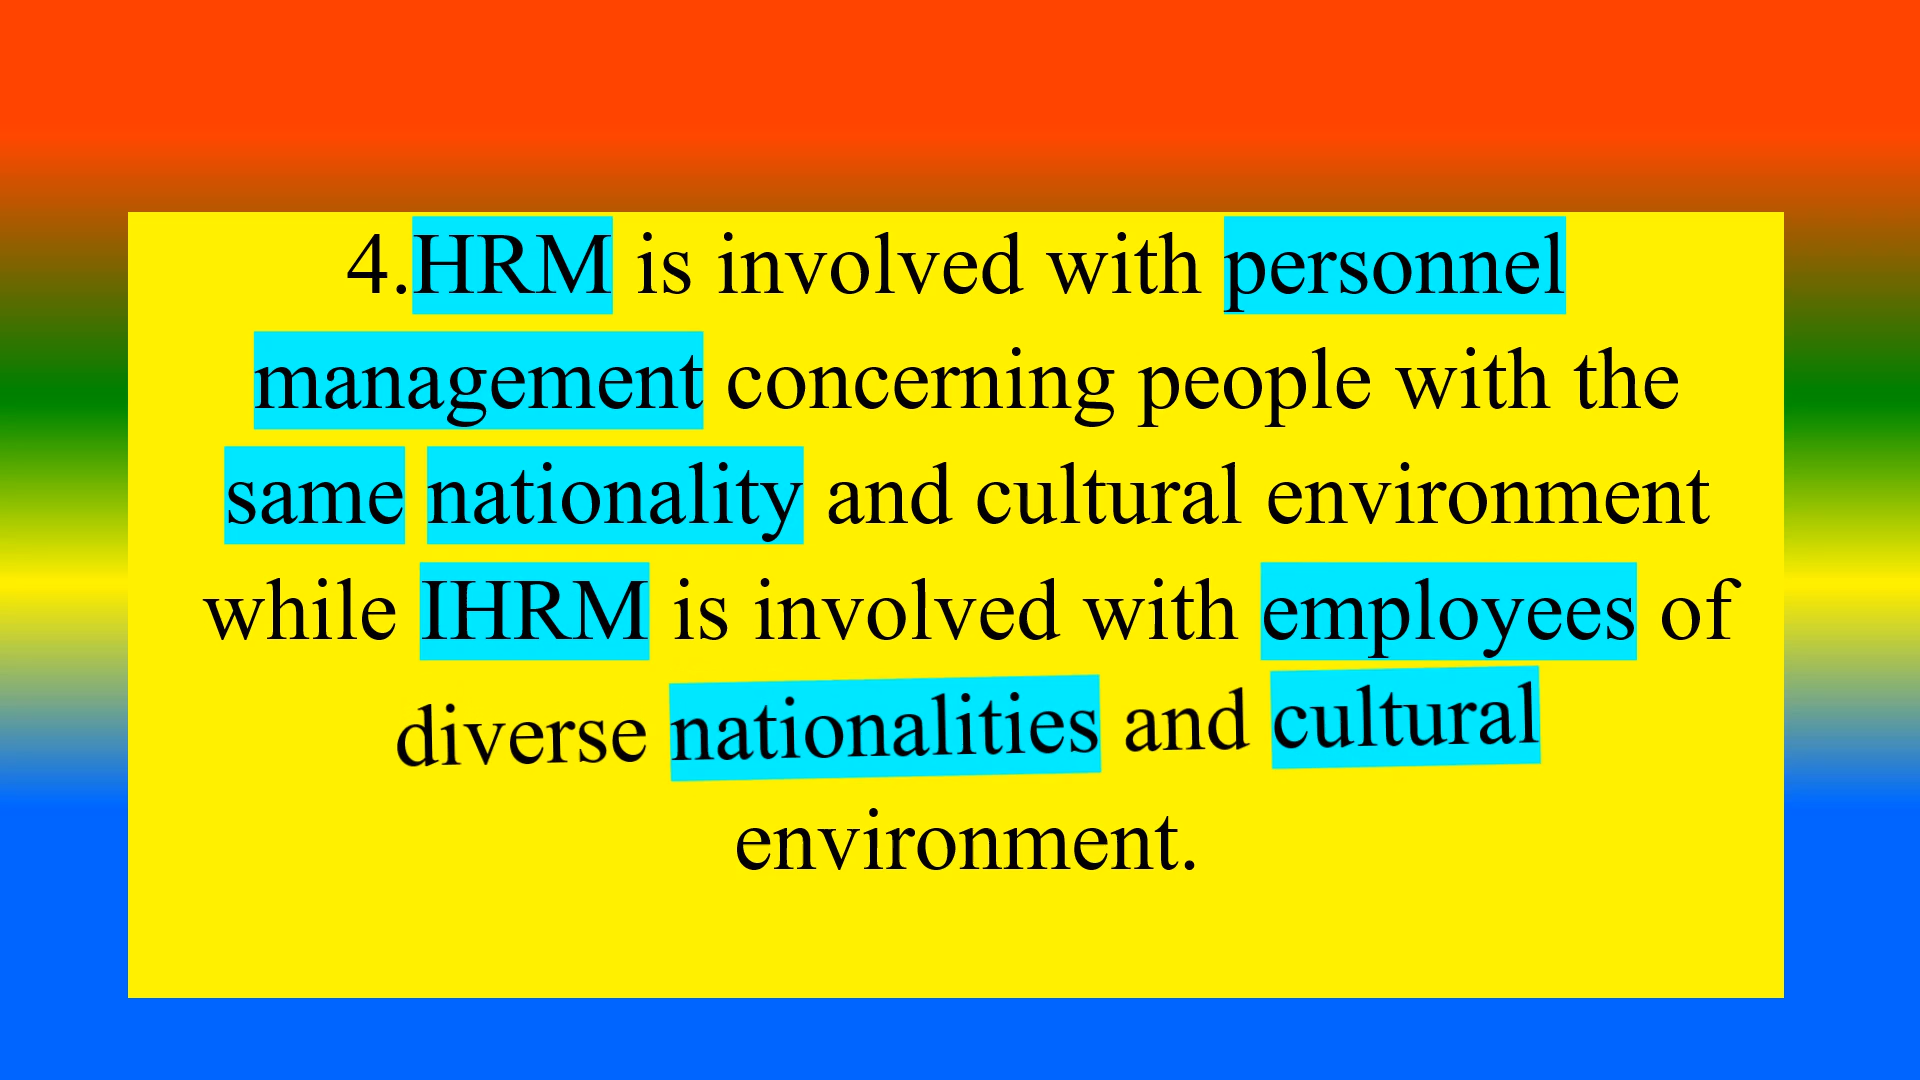 4.HRM is involved with personnel
management concerning people with the
same nationality and cultural environment
while IHRM is involved with employees of
diverse nationalities and cultural
environment.